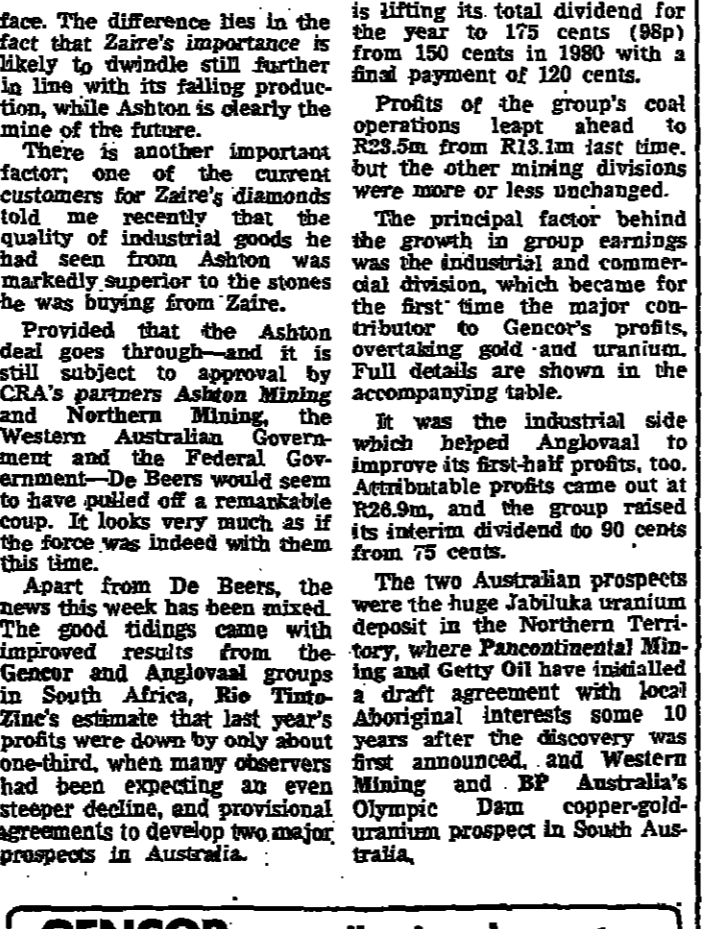 face. The difference lies in the
fact that Zaire's importance is
likely to dwindle still further
in line with its falling produc-
tion, while Ashton is clearly the
mine of the future.
There is another important
factor; one of the current
customers for Zaire's diamonds
told me recently that the
quality of industrial goods he
had seen from Ashton was
markedly superior to the stones
he was buying from Zaire.
Provided that the Ashton
deal goes through—and it is
still subject to approval by
CRA's partners Ashton Mining
and Northern Mining, the
Western Australian Govern-
ment and the Federal Gov-
ernment—De Beers would seem
to have pulled off a remarkable
coup. It looks very much as if
the force was indeed with them
this time.
Apart from De Beers, the
news this week has been mixed.
The good tidings came with
improved results from the
Gencor and Anglovaal groups
in South Africa, Rio Tinto-
Zinc's estimate that last year's
profits were down by only about
one-third, when many observers
had been expecting an even
steeper decline, and provisional
agreements to develop two major
prospects in Australia.
is lifting its total dividend for
the year to 175 cents (98p)
from 150 cents in 1980 with a
final payment of 120 cents.
Profits of the group's coal
operations leapt ahead to
R23.5m from R13.1m last time,
but the other mining divisions
were more or less unchanged.
The principal factor behind
the growth in group earnings
was the industrial and commer-
cial division, which became for
the first time the major con-
tributor to Gencor's profits,
overtaking gold and uranium.
Full details are shown in the
accompanying table.
It was the industrial side
which helped Anglovaal to
improve its first-half profits, too.
Attributable profits came out at
R26.9m, and the group raised
its interim dividend to 90 cents
from 75 cents.
The two Australian prospects
were the huge Jabiluka uranium
deposit in the Northern Terri-
tory, where Pancontinental Min-
ing and Getty Oil have initialled
a draft agreement with local
Aboriginal interests some 10
years after the discovery was
first announced, and Western
Mining and BP Australia's
Olympic Dam copper-gold-
uranium prospect in South Aus-
tralia.